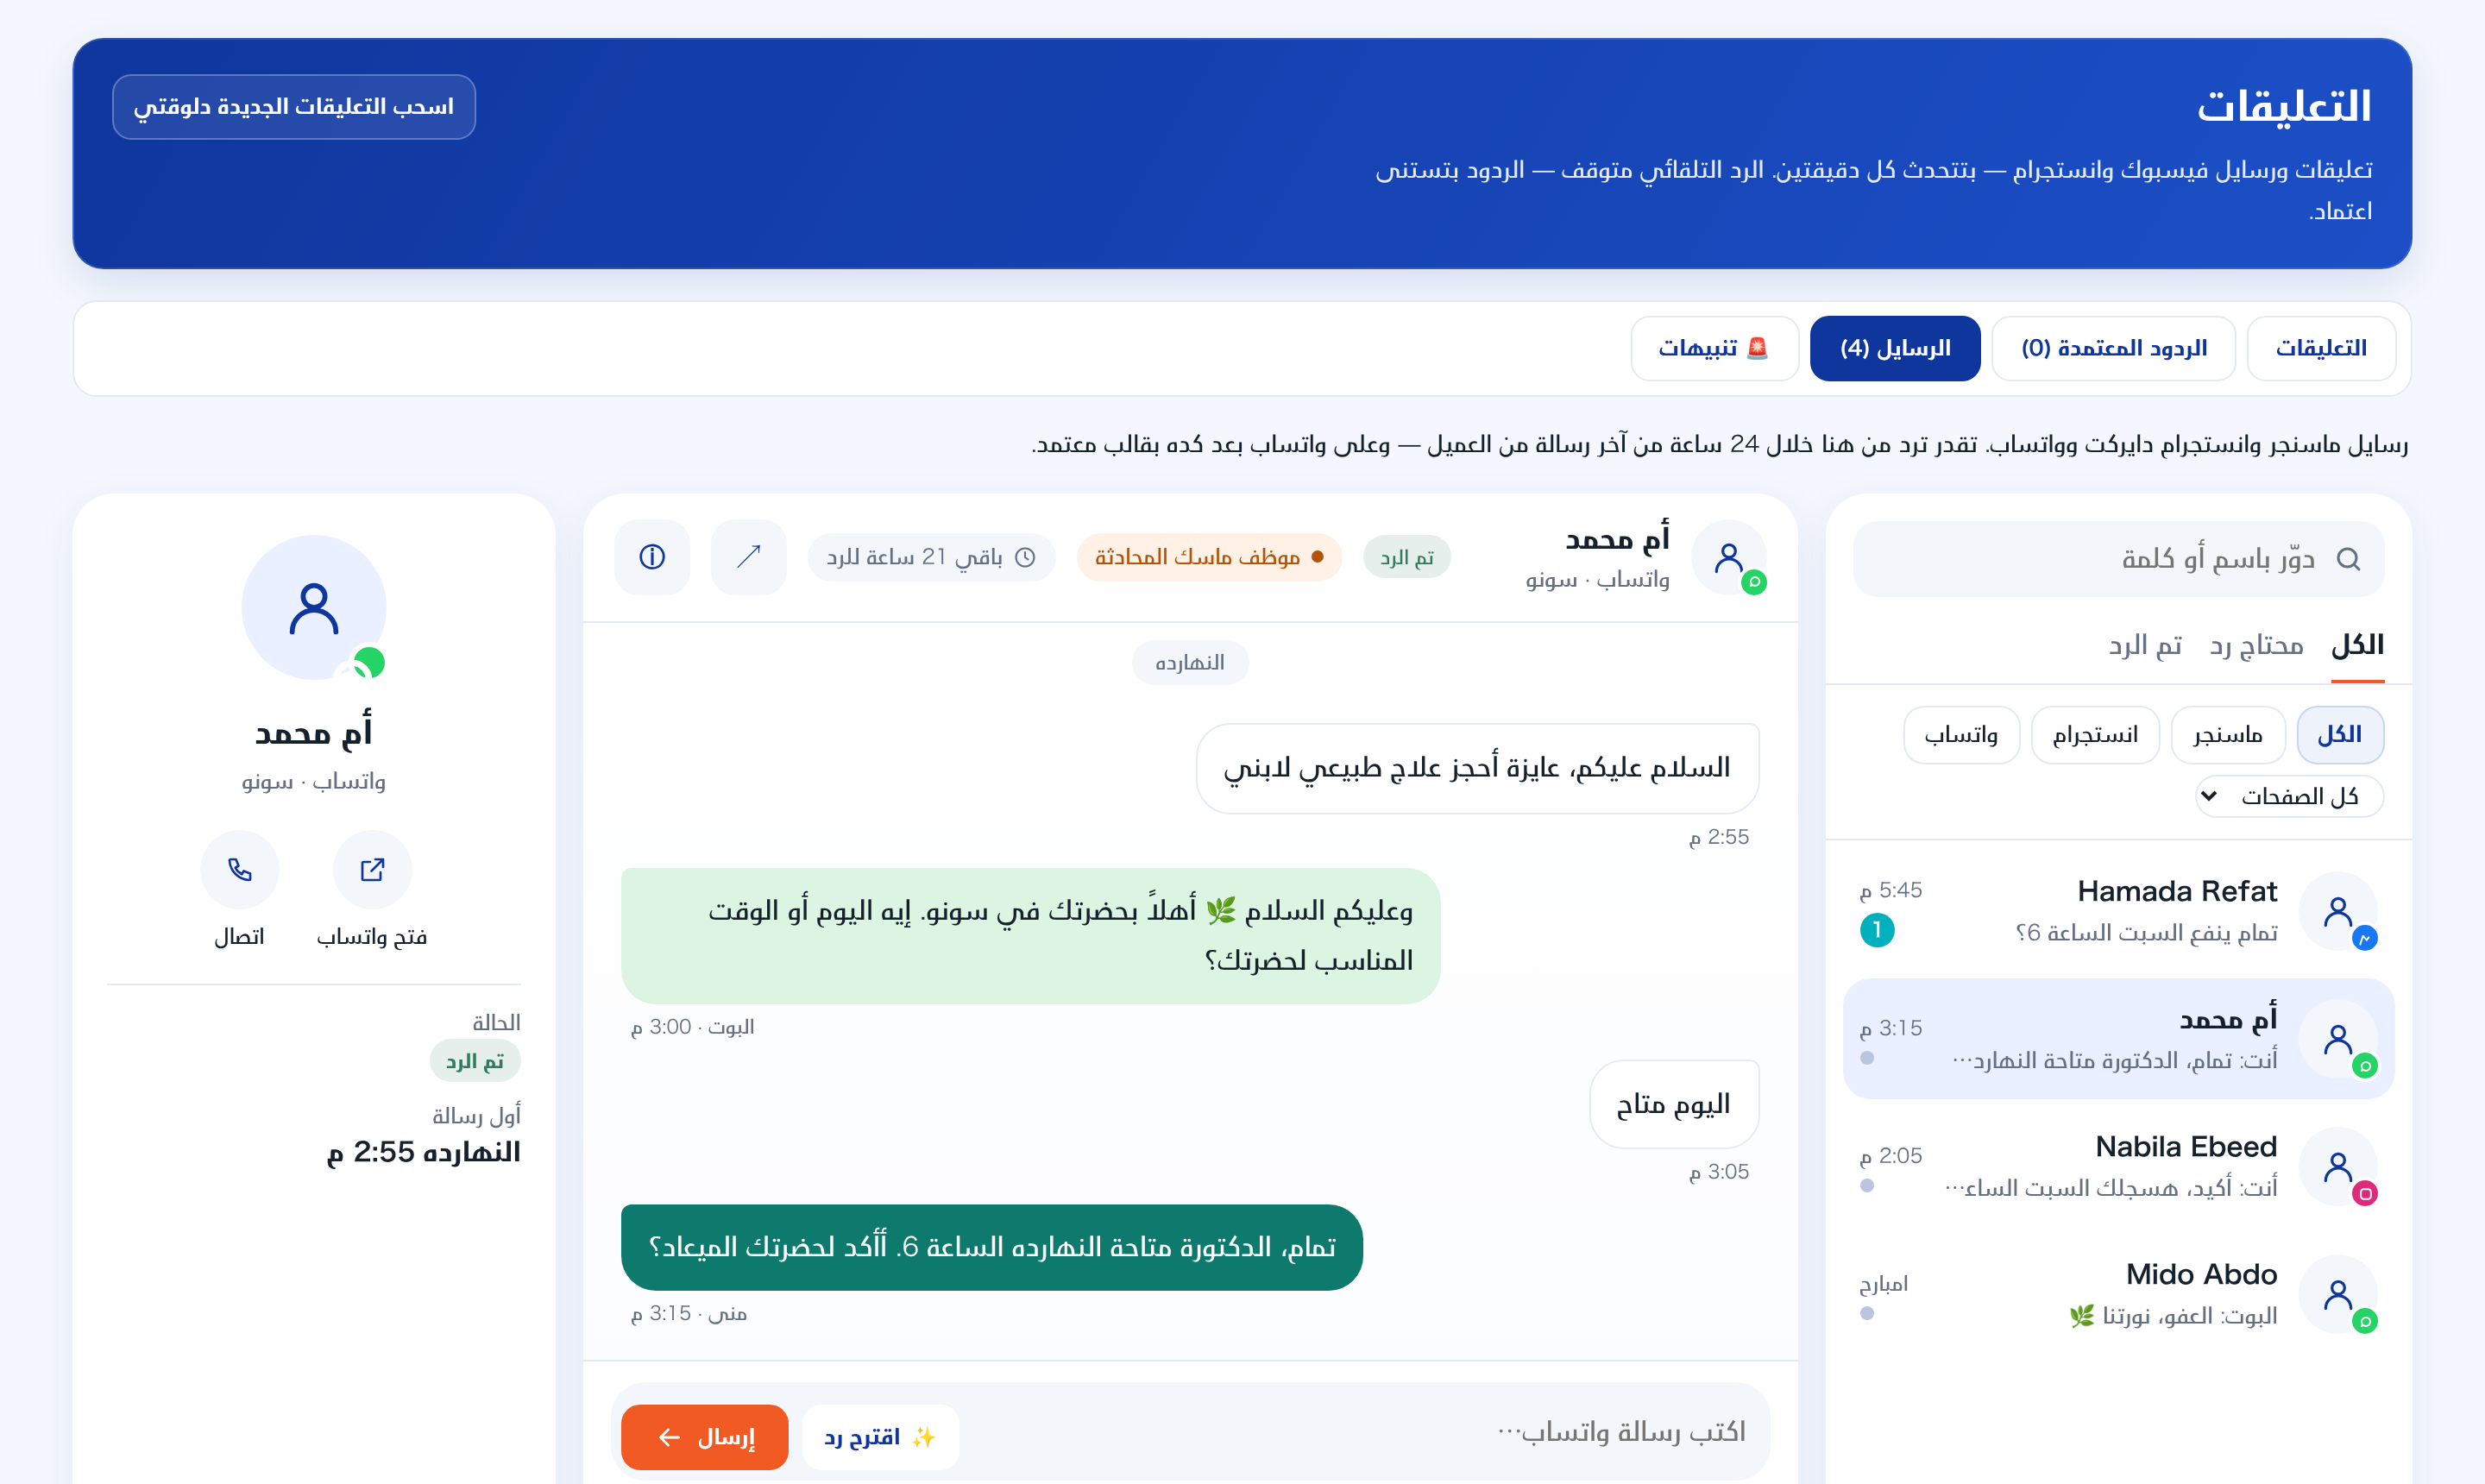 التعليقات
اسحب التعليقات الجديدة دلوقتي
تعليقات ورسايل فيسبوك وانستجرام — بتتحدث كل دقيقتين. الرد التلقائي متوقف — الردود بتستنى
اعتماد.
التعليقات
الردود المعتمدة (0)
الرسايل (4)
🚨 تنبيهات
رسايل ماسنجر وانستجرام دايركت وواتساب. تقدر ترد من هنا خلال 24 ساعة من آخر رسالة من العميل — وعلى واتساب بعد كده بقالب معتمد.
دوّر باسم أو كلمة
الكل
محتاج رد
تم الرد
الكل
ماسنجر
انستجرام
واتساب
كل الصفحات
Hamada Refat
5:45 م
تمام ينفع السبت الساعة 6؟
1
أم محمد
3:15 م
أنت: تمام، الدكتورة متاحة النهارد…
Nabila Ebeed
2:05 م
أنت: أكيد، هسجلك السبت الساع…
Mido Abdo
امبارح
البوت: العفو، نورتنا 🌿
أم محمد
واتساب · سونو
تم الرد
موظف ماسك المحادثة
باقي 21 ساعة للرد
النهارده
السلام عليكم، عايزة أحجز علاج طبيعي لابني
2:55 م
وعليكم السلام 🌿 أهلاً بحضرتك في سونو. إيه اليوم أو الوقت
المناسب لحضرتك؟
البوت · 3:00 م
اليوم متاح
3:05 م
تمام، الدكتورة متاحة النهارده الساعة 6. أأكد لحضرتك الميعاد؟
منى · 3:15 م
اكتب رسالة واتساب…
✨ اقترح رد
إرسال
أم محمد
واتساب · سونو
فتح واتساب
اتصال
الحالة
تم الرد
أول رسالة
النهارده 2:55 م